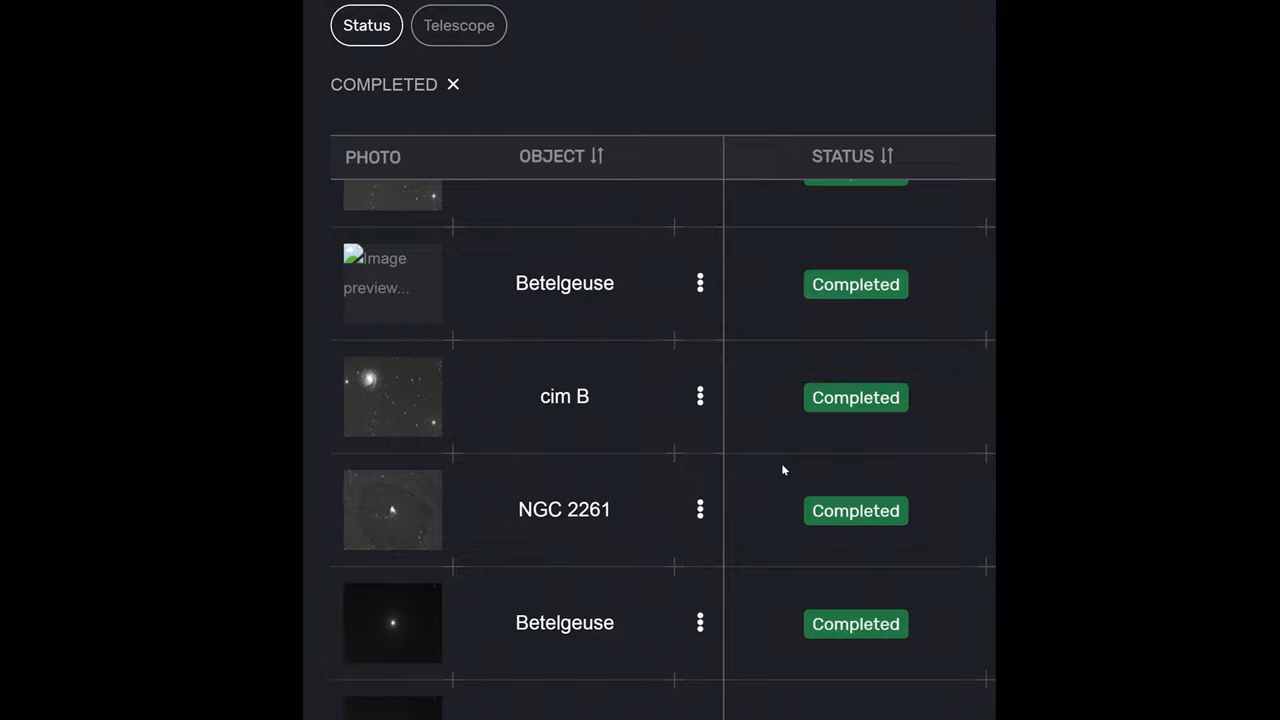 Status Telescope
COMPLETED ✕
PHOTO OBJECT STATUS
Image
preview...
Betelgeuse Completed
cim B Completed
NGC 2261 Completed
Betelgeuse Completed